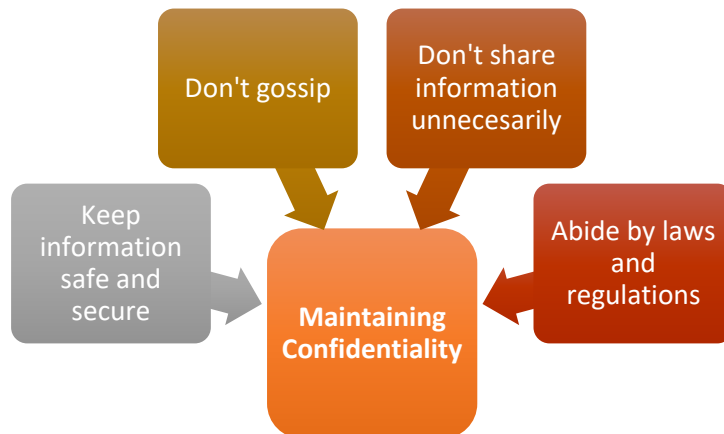 Don't gossip
Don't share
information
unnecesarily
Keep
information
safe and
secure
Abide by laws
and
regulations
Maintaining
Confidentiality